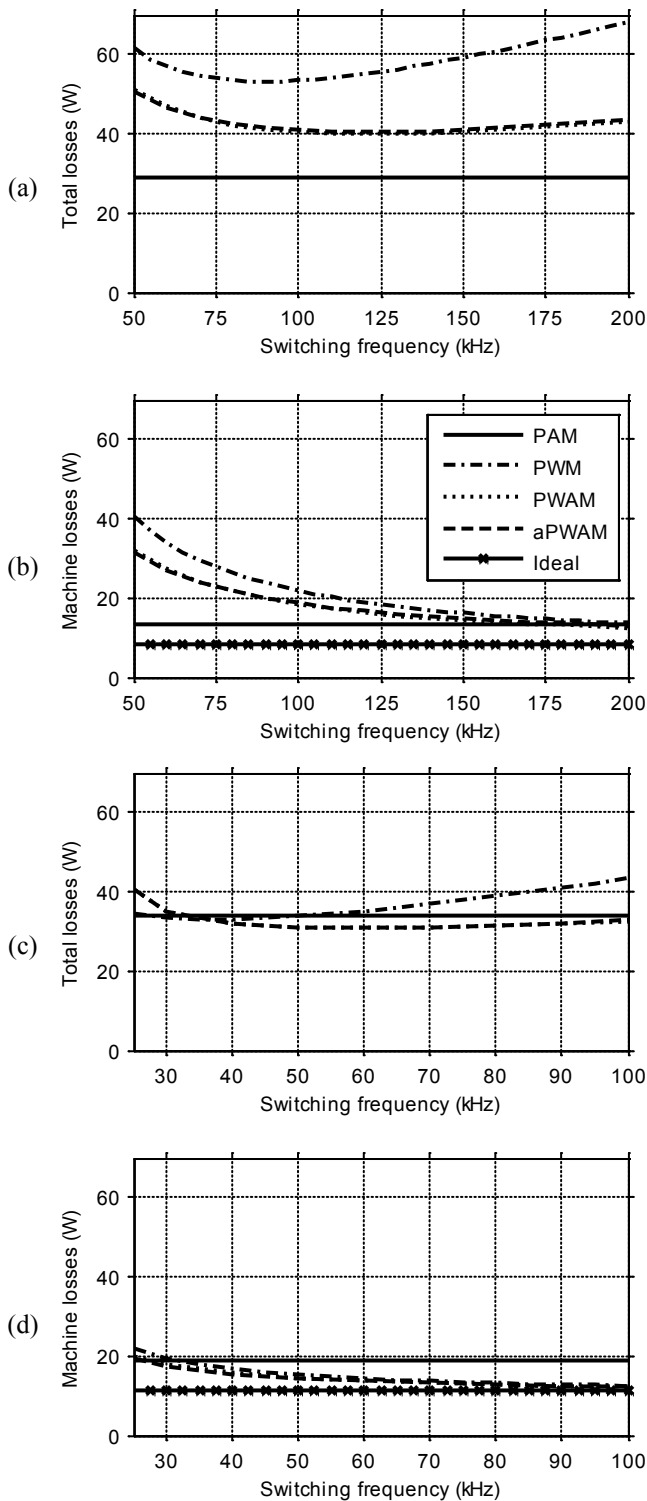 (a)
Total losses (W)
60
40
20
0
50 75 100 125 150 175 200
Switching frequency (kHz)
(b)
Machine losses (W)
60
40
20
0
PAM
PWM
PWAM
aPWAM
Ideal
50 75 100 125 150 175 200
Switching frequency (kHz)
(c)
Total losses (W)
60
40
20
0
30 40 50 60 70 80 90 100
Switching frequency (kHz)
(d)
Machine losses (W)
60
40
20
0
30 40 50 60 70 80 90 100
Switching frequency (kHz)